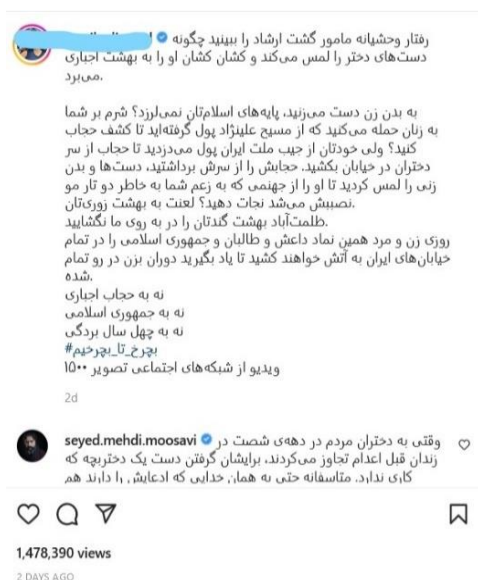 رفتار وحشیانه مامور گشت ارشاد را ببینید چگونه
دست‌های دختر را لمس می‌کند و کشان کشان او را به بهشت اجباری
می‌برد.
به بدن زن دست می‌زنید، پایه‌های اسلام‌تان نمی‌لرزد؟ شرم بر شما
به زنان حمله می‌کنید که از مسیح علینژاد پول گرفته‌اید تا کشف حجاب
کنید؟ ولی خودتان از جیب ملت ایران پول می‌دزدید تا حجاب از سر
دختران در خیابان بکشید. حجابش را از سرش برداشتید، دست‌ها و بدن
زنی را لمس کردید تا او را از جهنمی که به زعم شما به خاطر دو تار مو
نصیبش می‌شد نجات دهید؟ لعنت به بهشت زوری‌تان.
ظلمت‌آباد بهشت گندتان را در به روی ما نگشایید.
روزی زن و مرد همین نماد داعش و طالبان و جمهوری اسلامی را در تمام
خیابان‌های ایران به آتش خواهند کشید تا یاد بگیرید دوران بزن در رو تمام
شده.
نه به حجاب اجباری
نه به جمهوری اسلامی
نه به چهل سال بردگی
#بچرخ_تا_بچرخیم
ویدیو از شبکه‌های اجتماعی تصویر ۱۵۰۰
2d
seyed.mehdi.moosavi وقتی به دختران مردم در دهه‌ی شصت در
زندان قبل اعدام تجاوز می‌کردند، برایشان گرفتن دست یک دختربچه که
کاری ندارد. متاسفانه حتی به همان خدایی که ادعایش را دارند هم
1,478,390 views
2 DAYS AGO